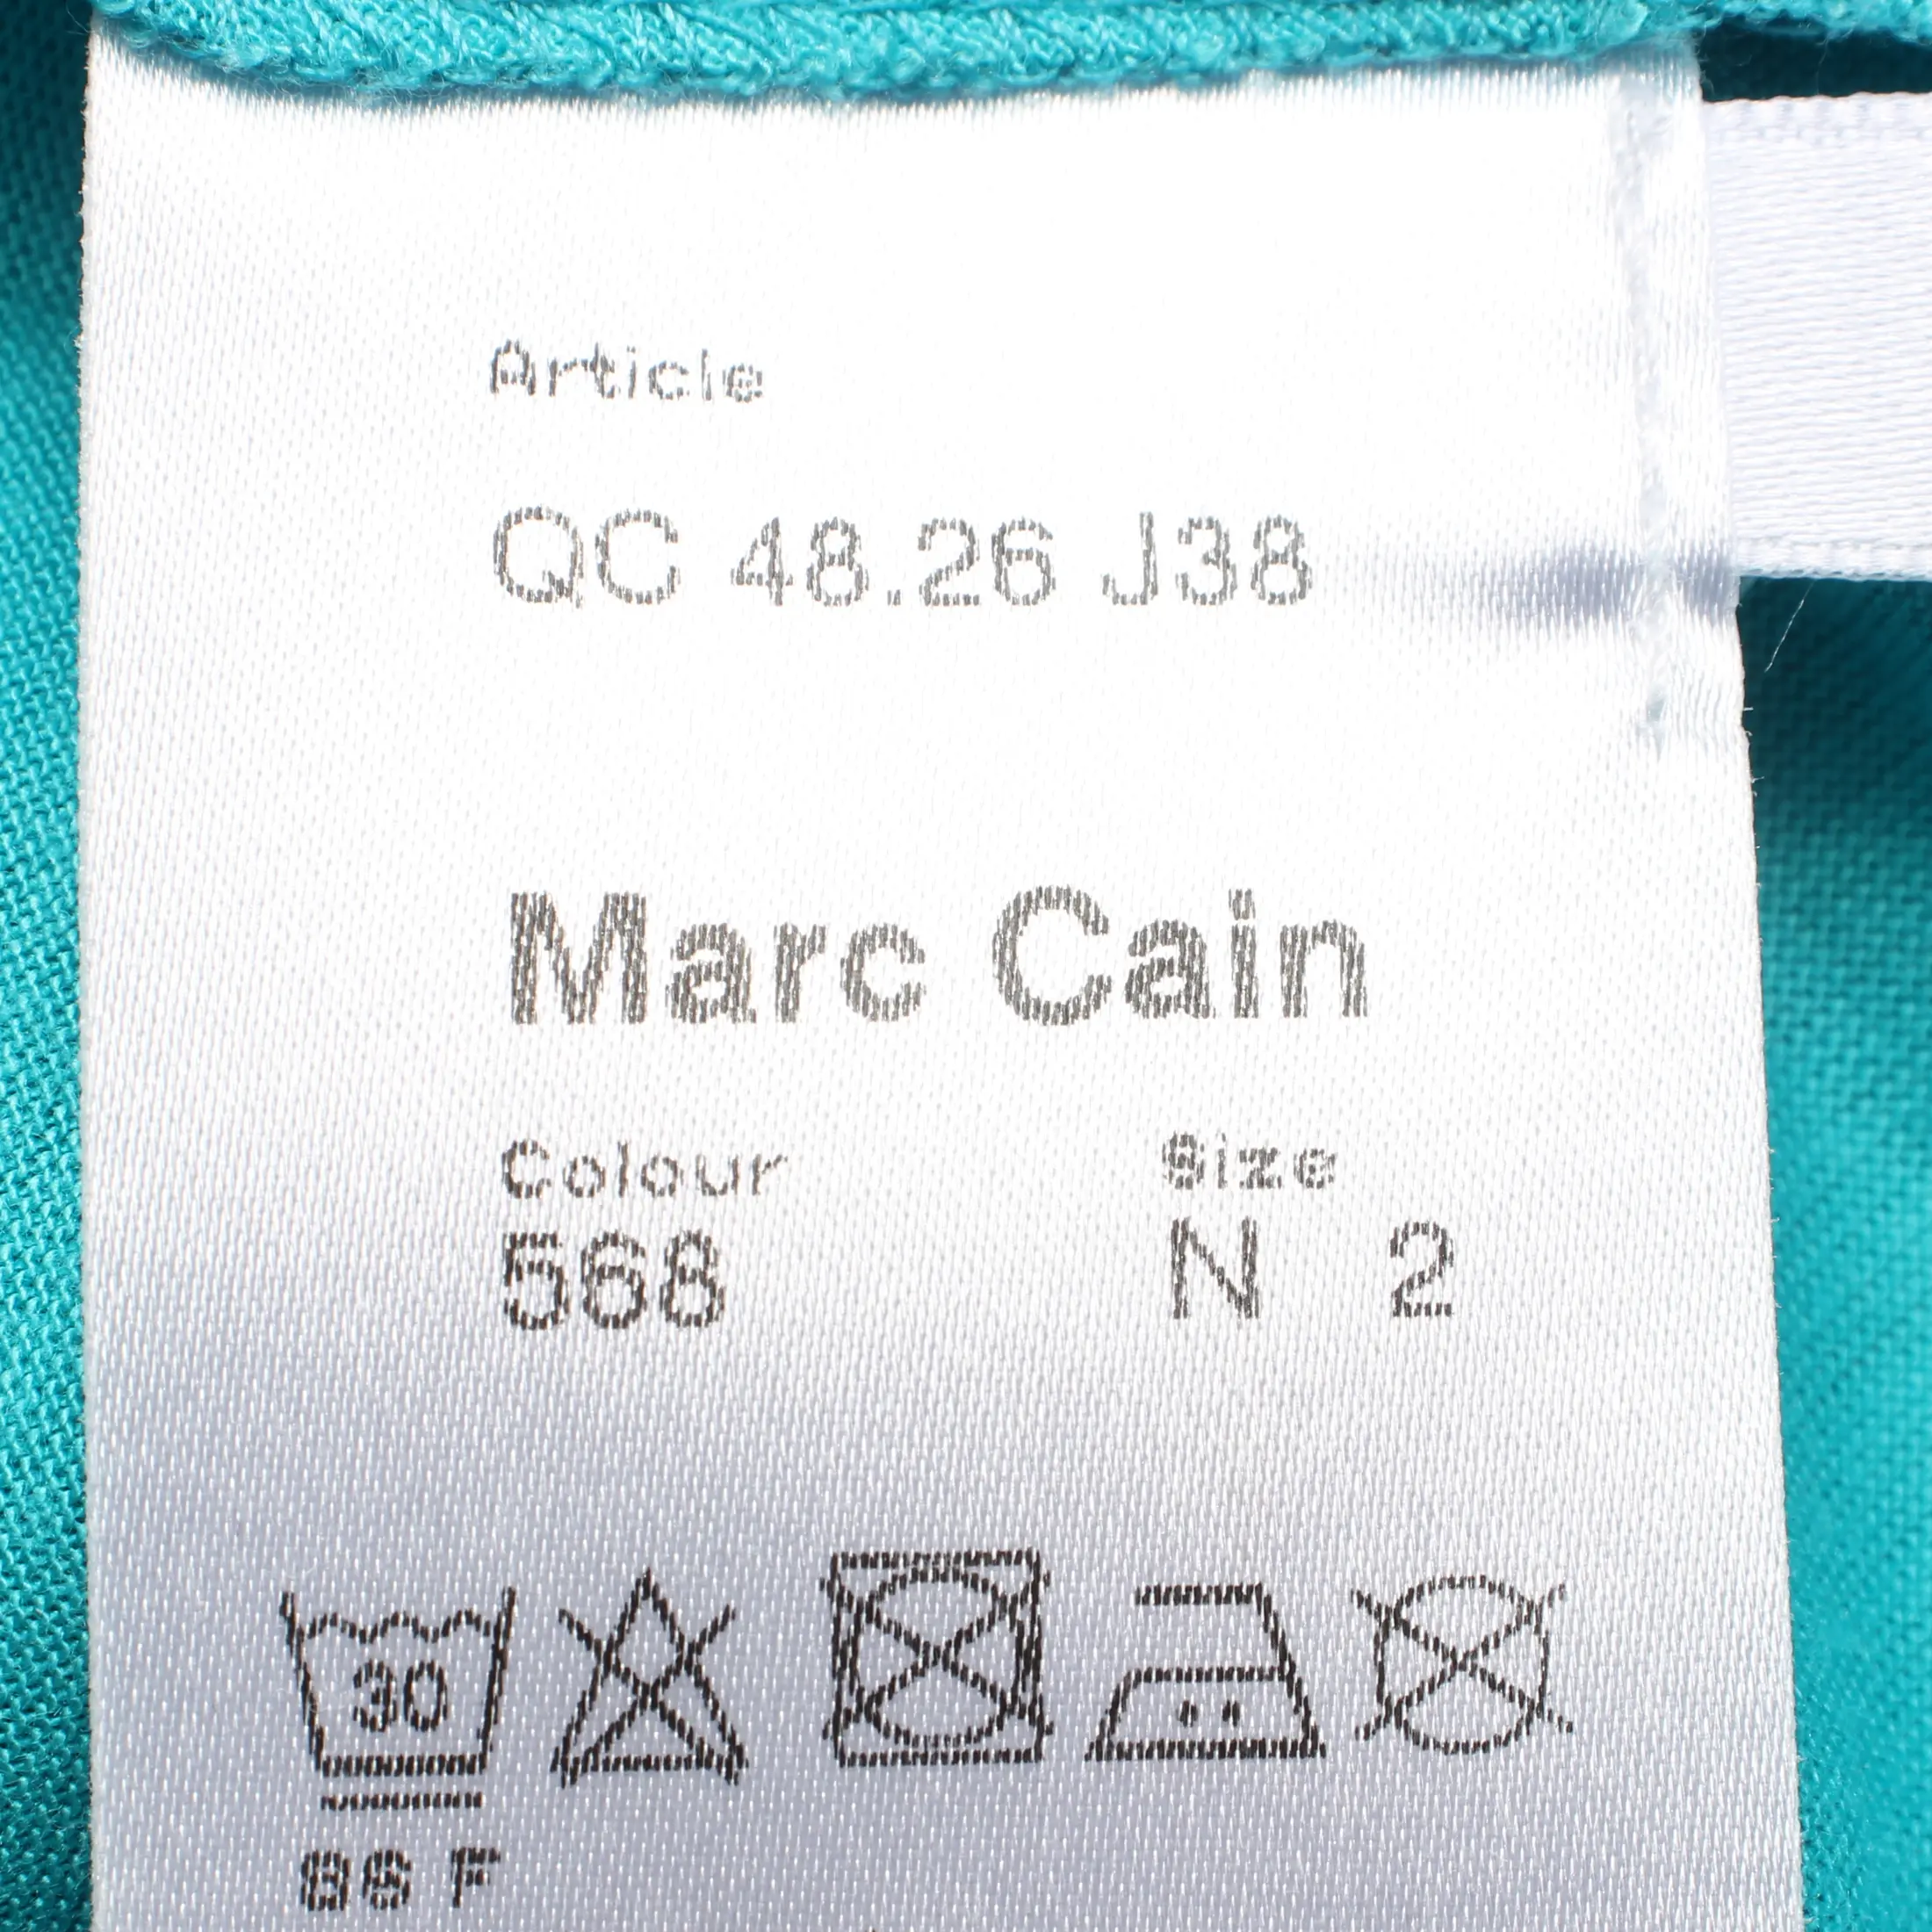 Article
QC 48.26 J38
Marc Cain
Colour Size
568 N 2
30
86 F